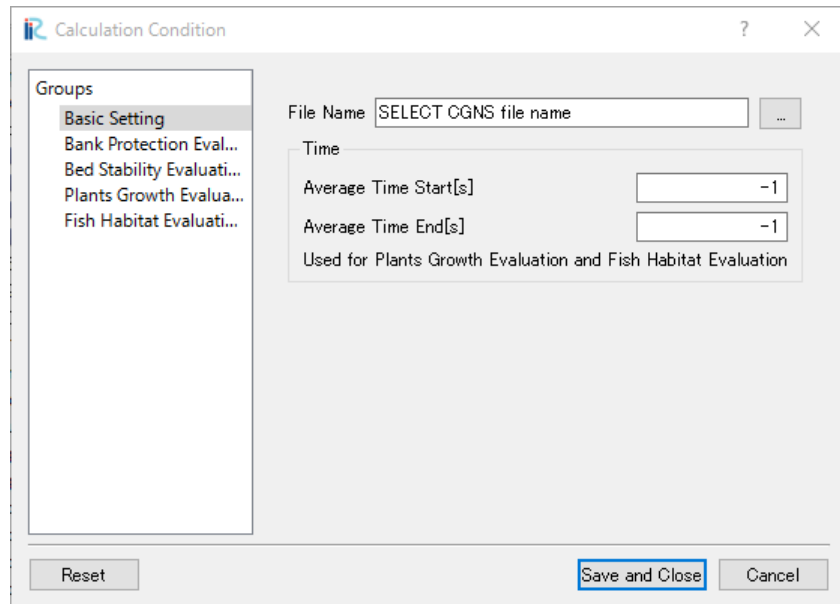 iRC Calculation Condition ? ×
Groups
Basic Setting
Bank Protection Eval...
Bed Stability Evaluati...
Plants Growth Evalua...
Fish Habitat Evaluati...
File Name SELECT CGNS file name ...
Time
Average Time Start[s] -1
Average Time End[s] -1
Used for Plants Growth Evaluation and Fish Habitat Evaluation
Reset Save and Close Cancel